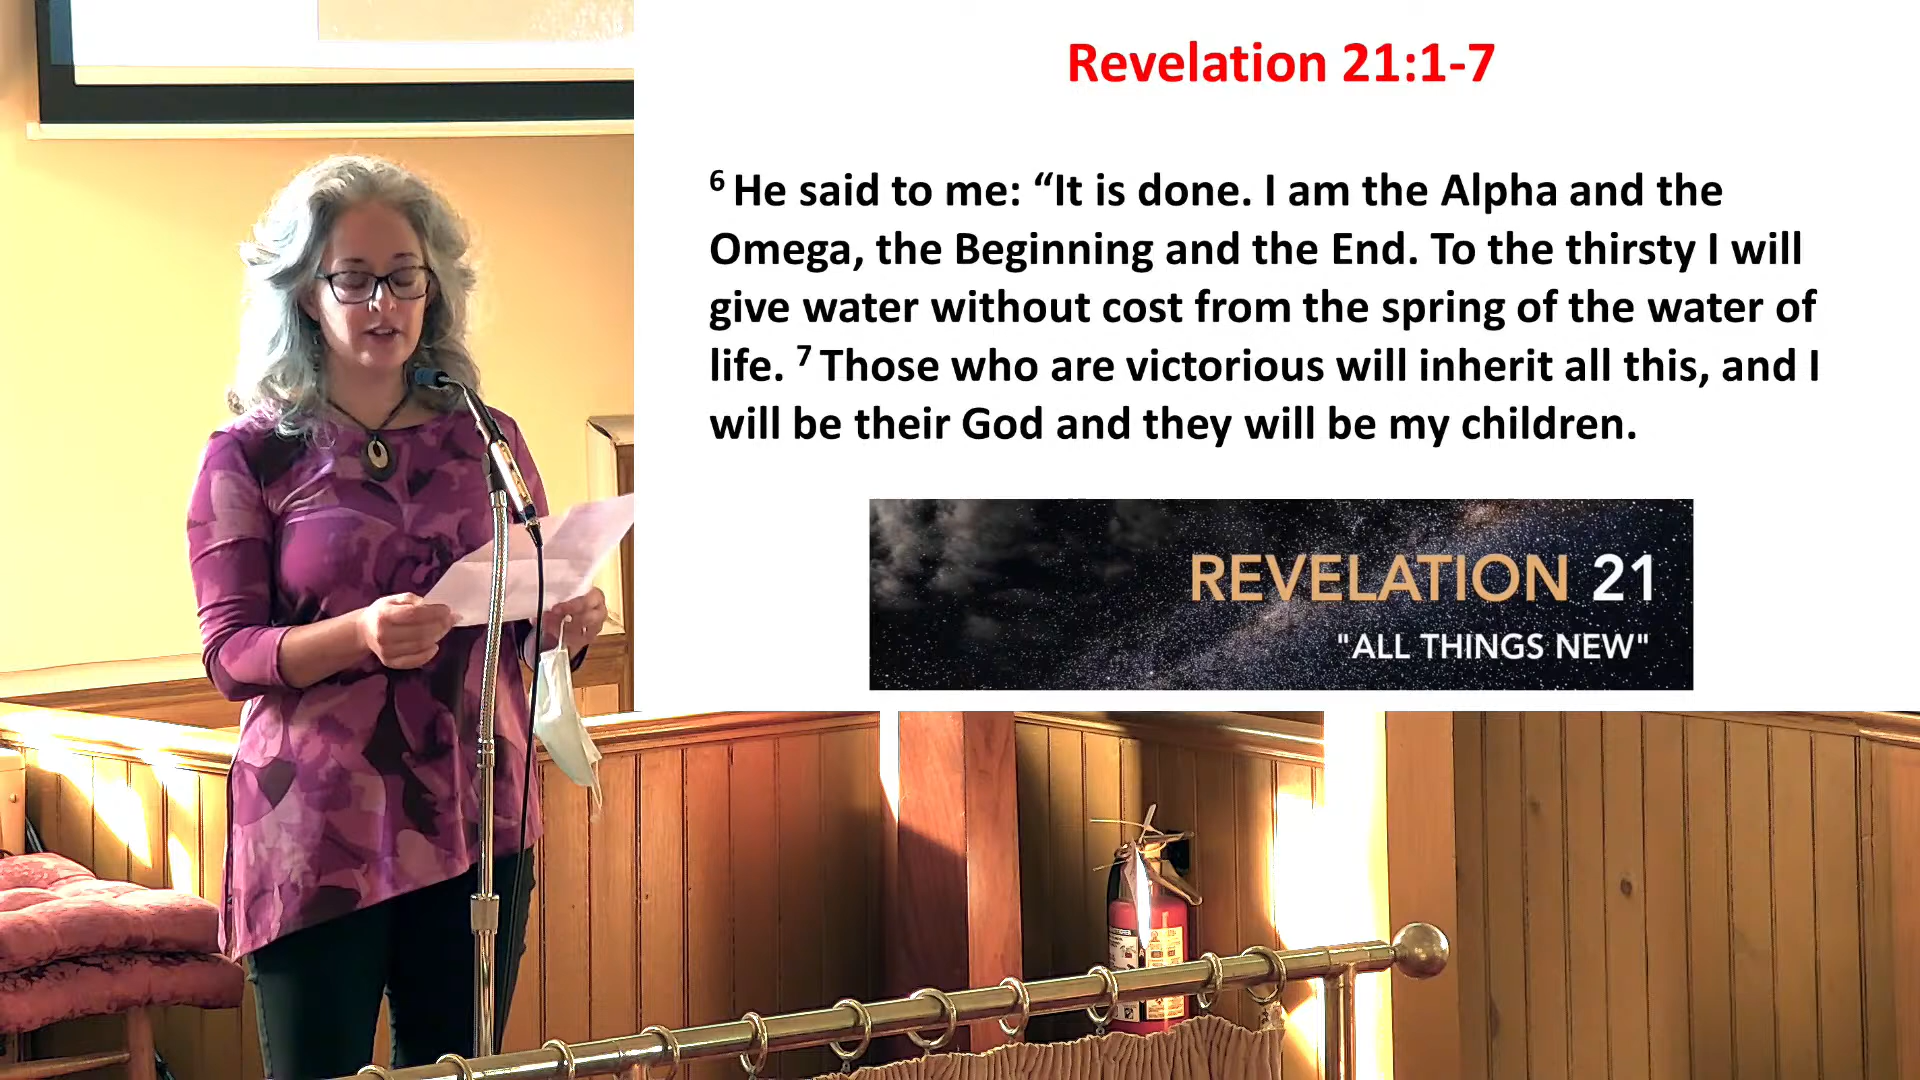 Revelation 21:1-7
⁶ He said to me: “It is done. I am the Alpha and the
Omega, the Beginning and the End. To the thirsty I will
give water without cost from the spring of the water of
life. ⁷ Those who are victorious will inherit all this, and I
will be their God and they will be my children.
REVELATION 21
"ALL THINGS NEW"